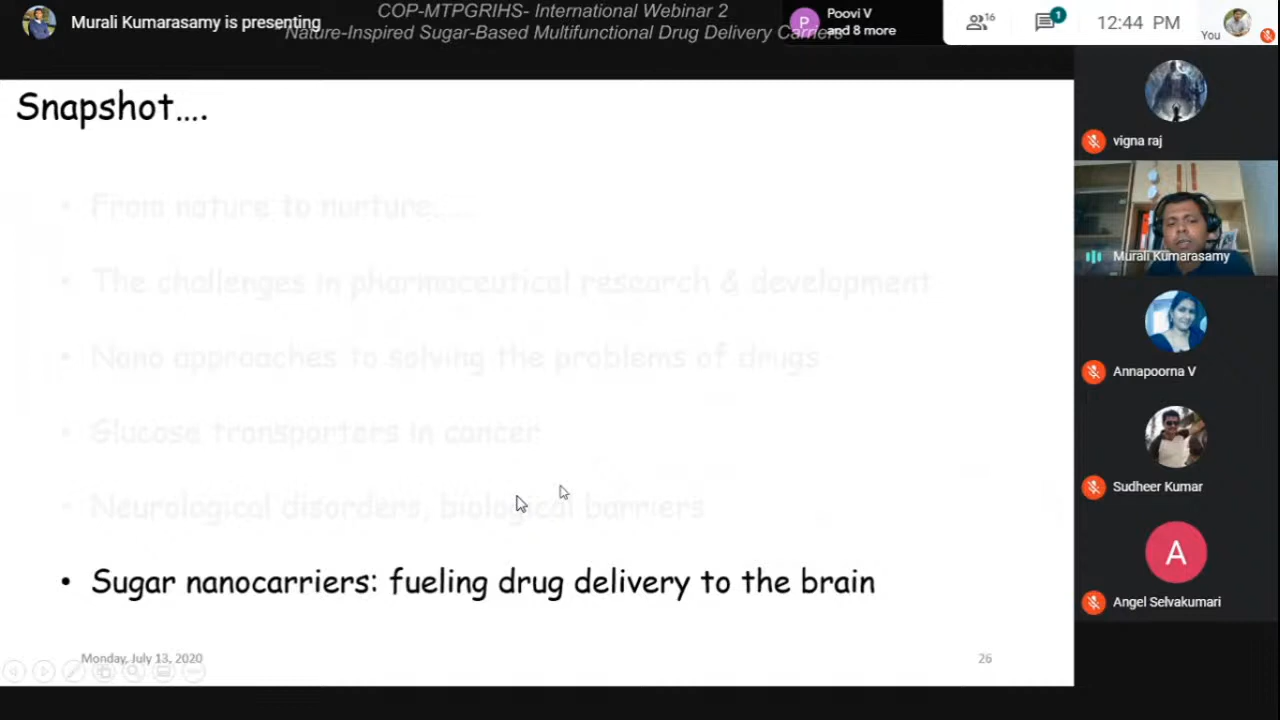 Murali Kumarasamy is presenting
COP-MTPGRIHS- International Webinar 2
Nature-Inspired Sugar-Based Multifunctional Drug Delivery Carriers
P
Poovi V
and 8 more
16
1
12:44 PM
You
Snapshot....
• From nature to nurture......
• The challenges in pharmaceutical research & development
• Nano approaches to solving the problems of drugs
• Glucose transporters in cancer
• Neurological disorders, biological barriers
• Sugar nanocarriers: fueling drug delivery to the brain
Monday, July 13, 2020
26
vigna raj
Murali Kumarasamy
Annapoorna V
Sudheer Kumar
A
Angel Selvakumari